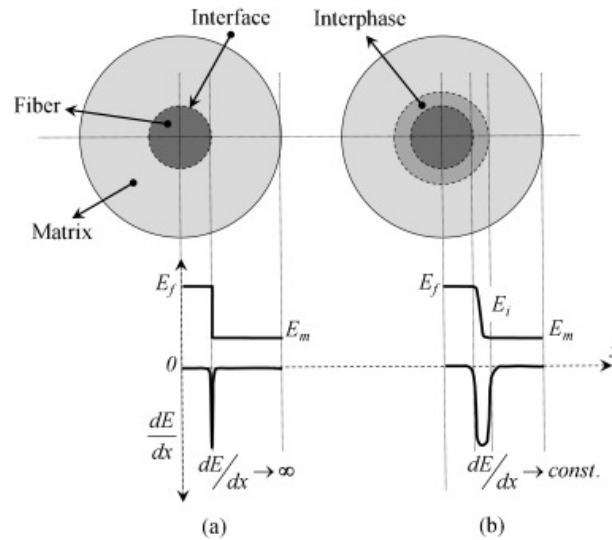 Interface
Interphase
Fiber
Matrix
E_f
E_m
E_f
E_i
E_m
0
dE/dx
dE/dx → ∞
dE/dx → const.
(a)
(b)